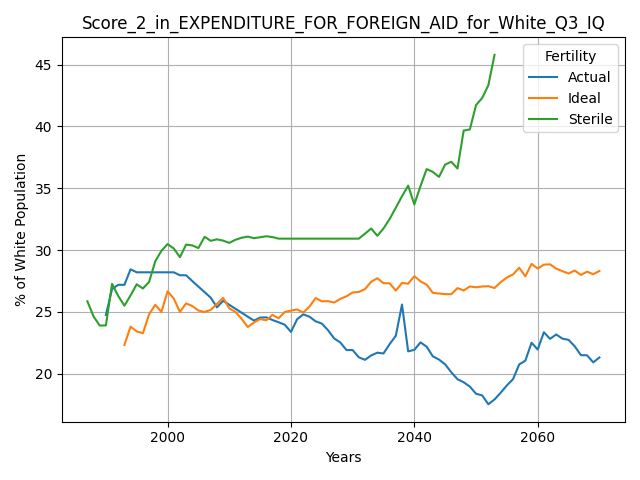 Score_2_in_EXPENDITURE_FOR_FOREIGN_AID_for_White_Q3_IQ
% of White Population
45
40
35
30
25
20
Fertility
Actual
Ideal
Sterile
2000
2020
2040
2060
Years